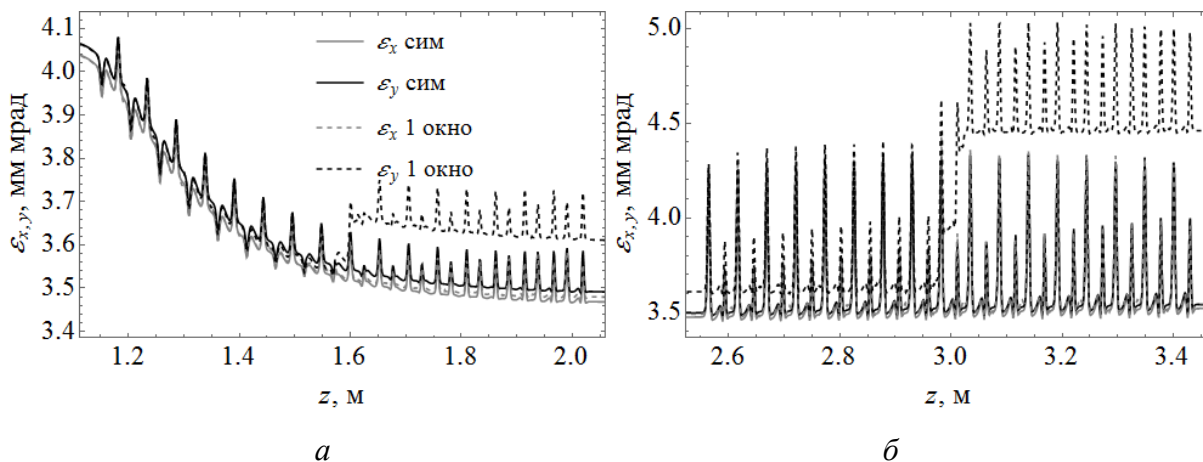 4.1
4.0
3.9
3.8
3.7
3.6
3.5
3.4
εx,y, мм мрад
εx сим
εy сим
εx 1 окно
εy 1 окно
1.2 1.4 1.6 1.8 2.0
z, м
а
5.0
4.5
4.0
3.5
εx,y, мм мрад
2.6 2.8 3.0 3.2 3.4
z, м
б